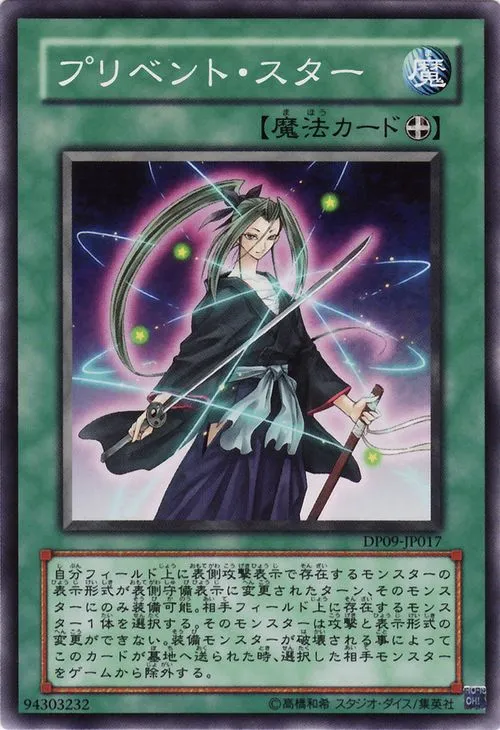 プリベント・スター
魔
【魔法カード】
DP09-JP017
自分フィールド上に表側攻撃表示で存在するモンスターの
表示形式が表側守備表示に変更されたターン、そのモンス
ターにのみ装備可能。相手フィールド上に存在するモンス
ター1体を選択する。そのモンスターは攻撃と表示形式の
変更ができない。装備モンスターが破壊される事によって
このカードが墓地へ送られた時、選択した相手モンスター
をゲームから除外する。
94303232
©高橋和希 スタジオ・ダイス/集英社